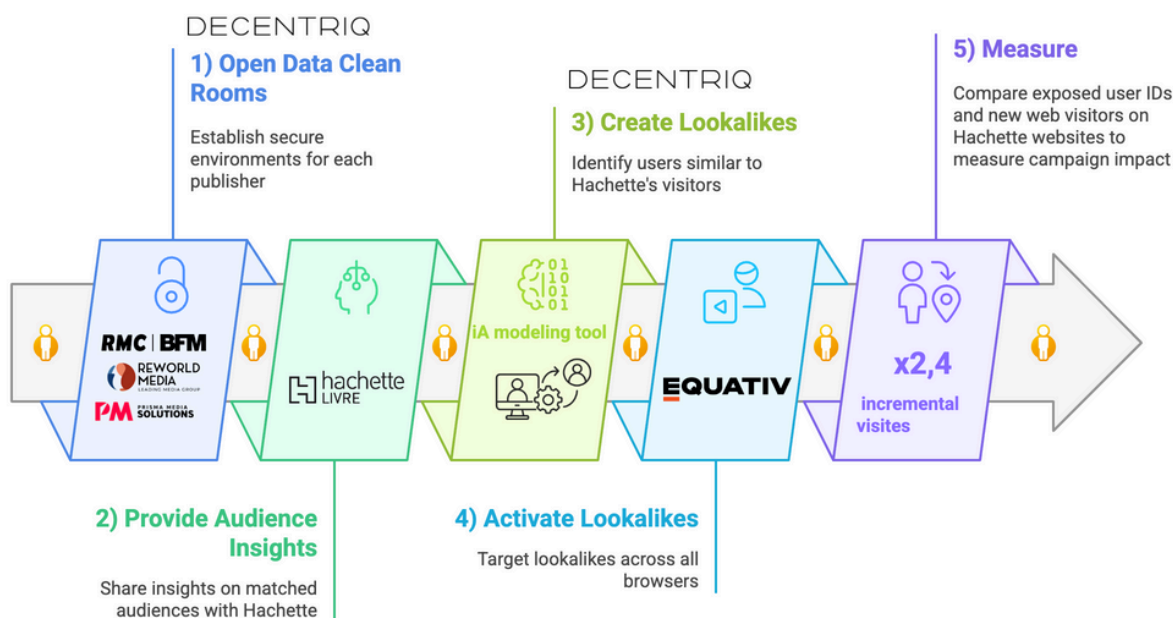 DECENTRIQ
1) Open Data Clean
Rooms
Establish secure
environments for each
publisher
DECENTRIQ
3) Create Lookalikes
Identify users similar to
Hachette's visitors
5) Measure
Compare exposed user IDs
and new web visitors on
Hachette websites to
measure campaign impact
RMC | BFM
REWORLD
MEDIA
LEADING MEDIA GROUP
PM PRISMA MEDIA
SOLUTIONS
hachette
LIVRE
01
10
01
01
iA modeling tool
EQUATIV
x2,4
incremental
visites
2) Provide Audience
Insights
Share insights on matched
audiences with Hachette
4) Activate Lookalikes
Target lookalikes across all
browsers